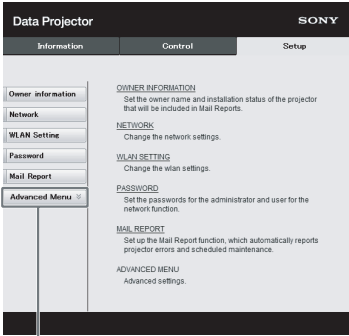 Data Projector
SONY
Information
Control
Setup
Owner information
Network
WLAN Setting
Password
Mail Report
Advanced Menu
OWNER INFORMATION
Set the owner name and installation status of the projector
that will be included in Mail Reports.
NETWORK
Change the network settings.
WLAN SETTING
Change the wlan settings.
PASSWORD
Set the passwords for the administrator and user for the
network function.
MAIL REPORT
Set up the Mail Report function, which automatically reports
projector errors and scheduled maintenance.
ADVANCED MENU
Advanced settings.